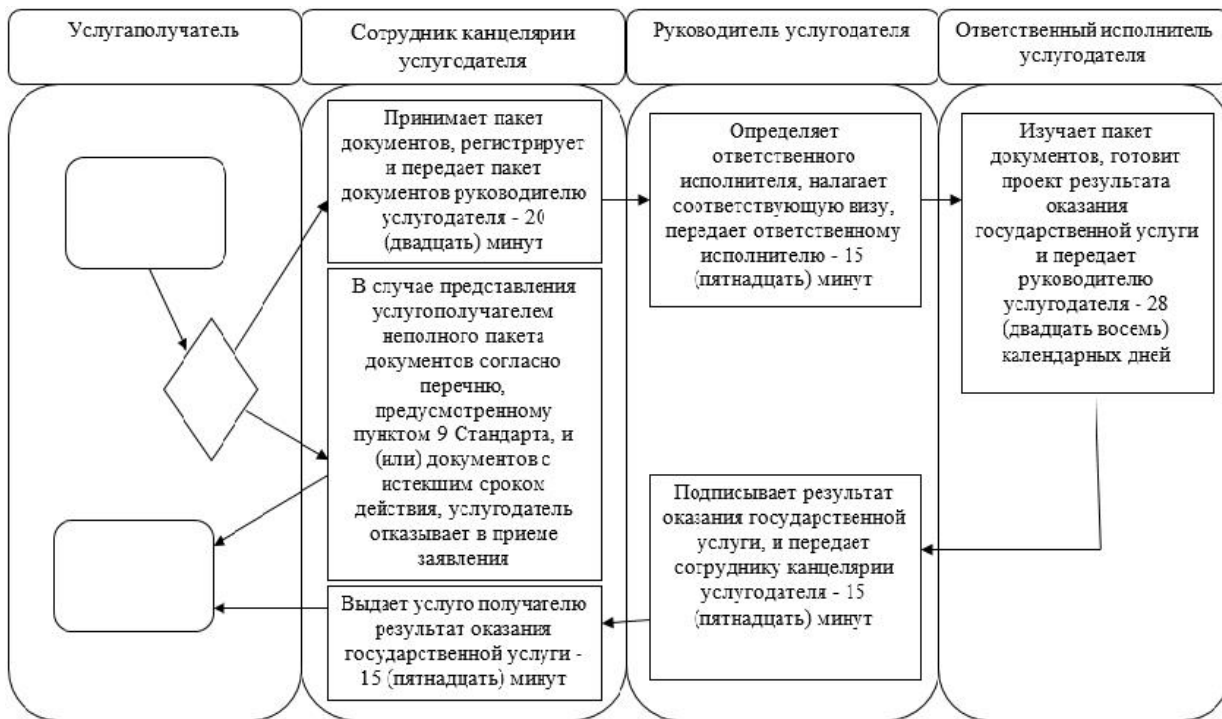 Услугаполучатель
Сотрудник канцелярии
услугодателя
Руководитель услугодателя
Ответственный исполнитель
услугодателя
Принимает пакет
документов, регистрирует
и передает пакет
документов руководителю
услугодателя - 20
(двадцать) минут
Определяет
ответственного
исполнителя, налагает
соответствующую визу,
передает ответственному
исполнителю - 15
(пятнадцать) минут
Изучает пакет
документов, готовит
проект результата
оказания
государственной услуги
и передает
руководителю
услугодателя - 28
(двадцать восемь)
календарных дней
В случае представления
услугополучателем
неполного пакета
документов согласно
перечню,
предусмотренному
пунктом 9 Стандарта, и
(или) документов с
истекшим сроком
действия, услугодатель
отказывает в приеме
заявления
Подписывает результат
оказания государственной
услуги, и передает
сотруднику канцелярии
услугодателя - 15
(пятнадцать) минут
Выдает услуго получателю
результат оказания
государственной услуги -
15 (пятнадцать) минут